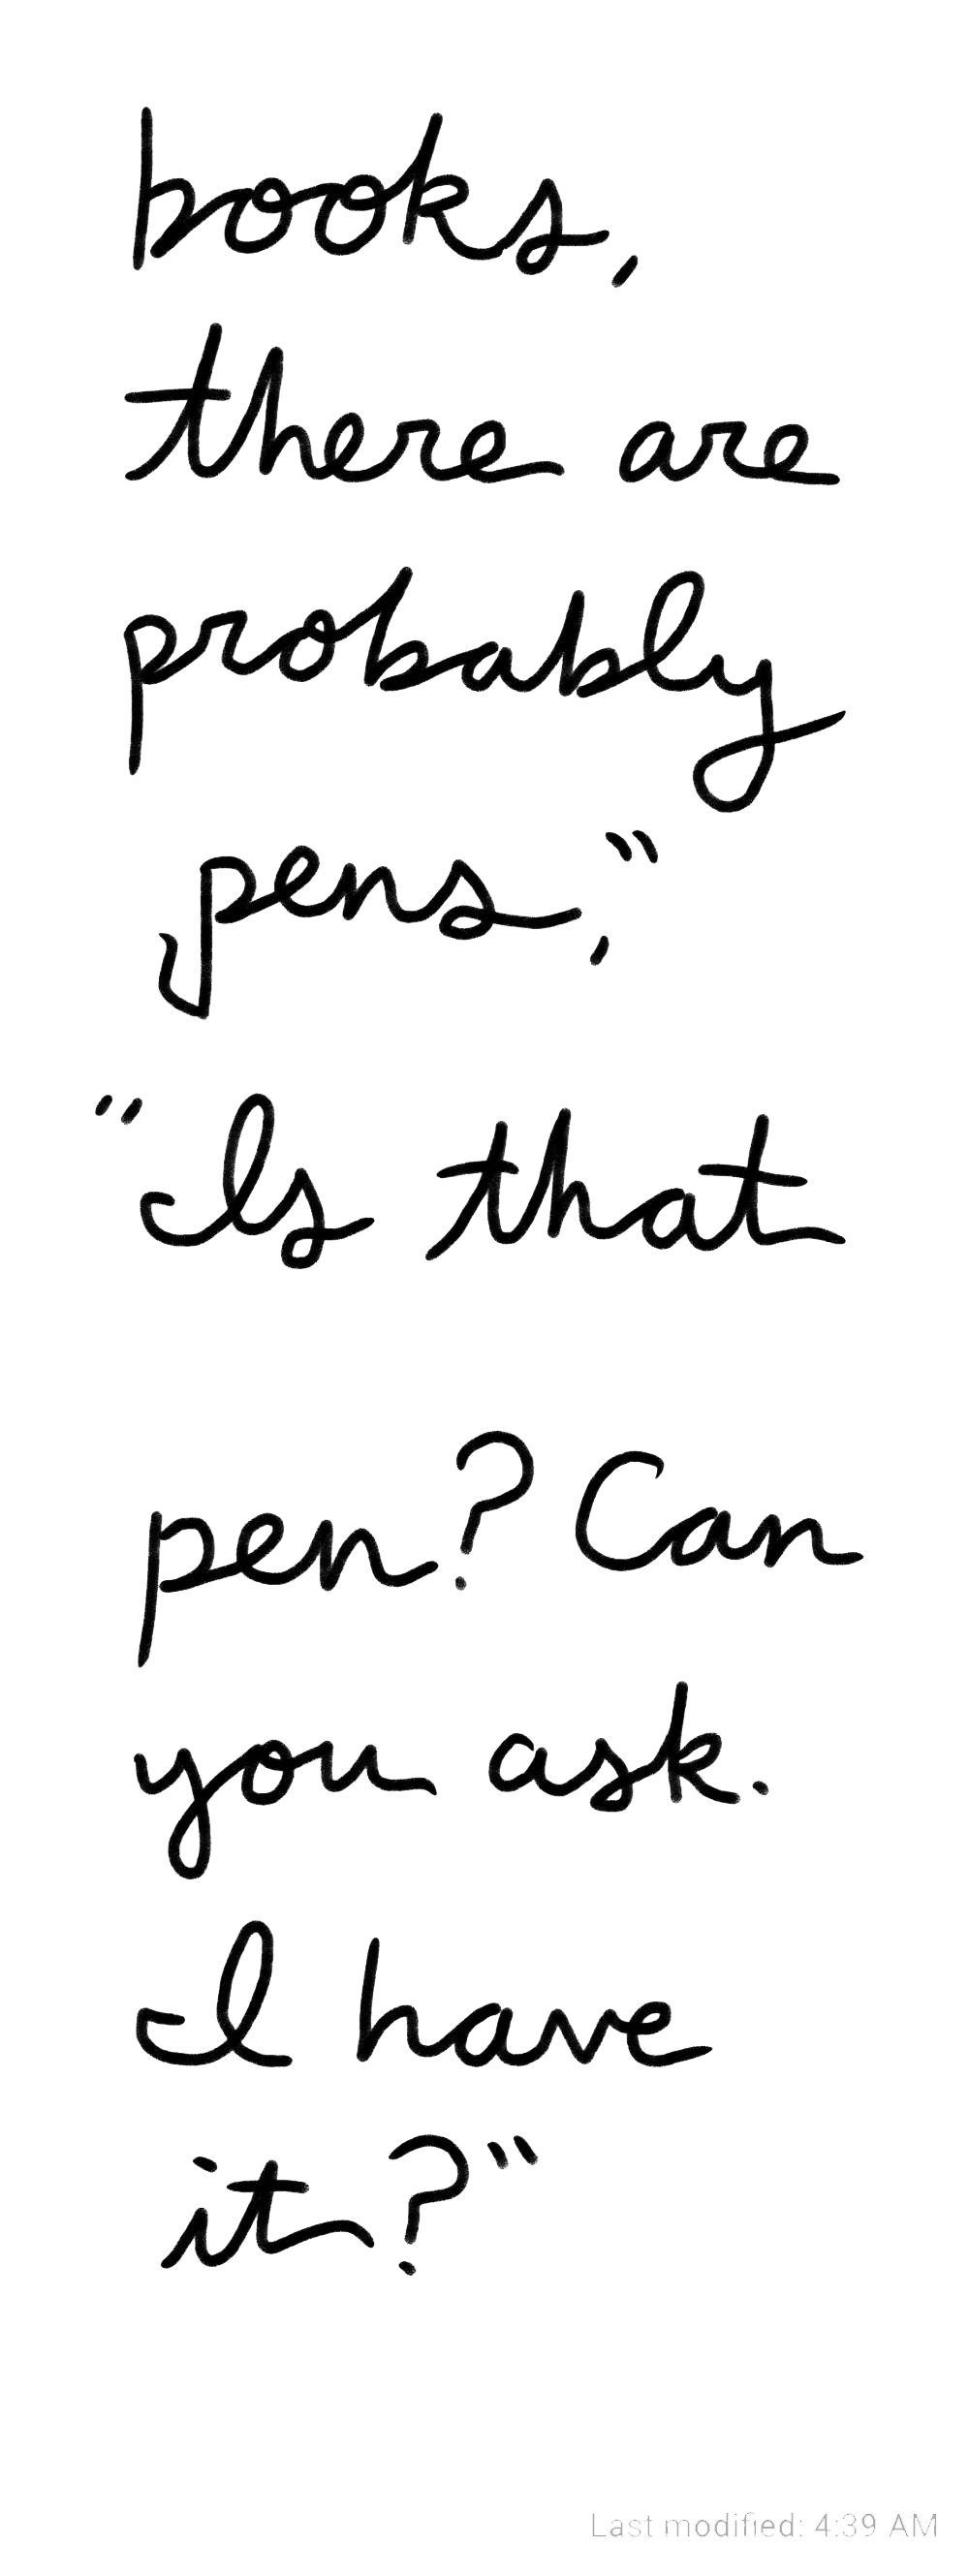 books,
there are
probably
pens,"
"Is that
pen? Can
you ask.
I have
it?"
Last modified: 4:39 AM